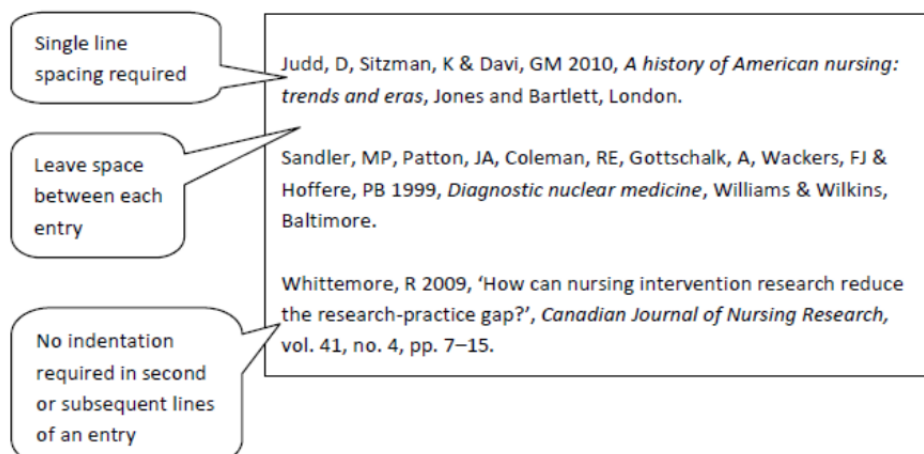 Single line
spacing required
Judd, D, Sitzman, K & Davi, GM 2010, A history of American nursing:
trends and eras, Jones and Bartlett, London.
Leave space
between each
entry
Sandler, MP, Patton, JA, Coleman, RE, Gottschalk, A, Wackers, FJ &
Hoffere, PB 1999, Diagnostic nuclear medicine, Williams & Wilkins,
Baltimore.
No indentation
required in second
or subsequent lines
of an entry
Whittemore, R 2009, ‘How can nursing intervention research reduce
the research-practice gap?’, Canadian Journal of Nursing Research,
vol. 41, no. 4, pp. 7–15.